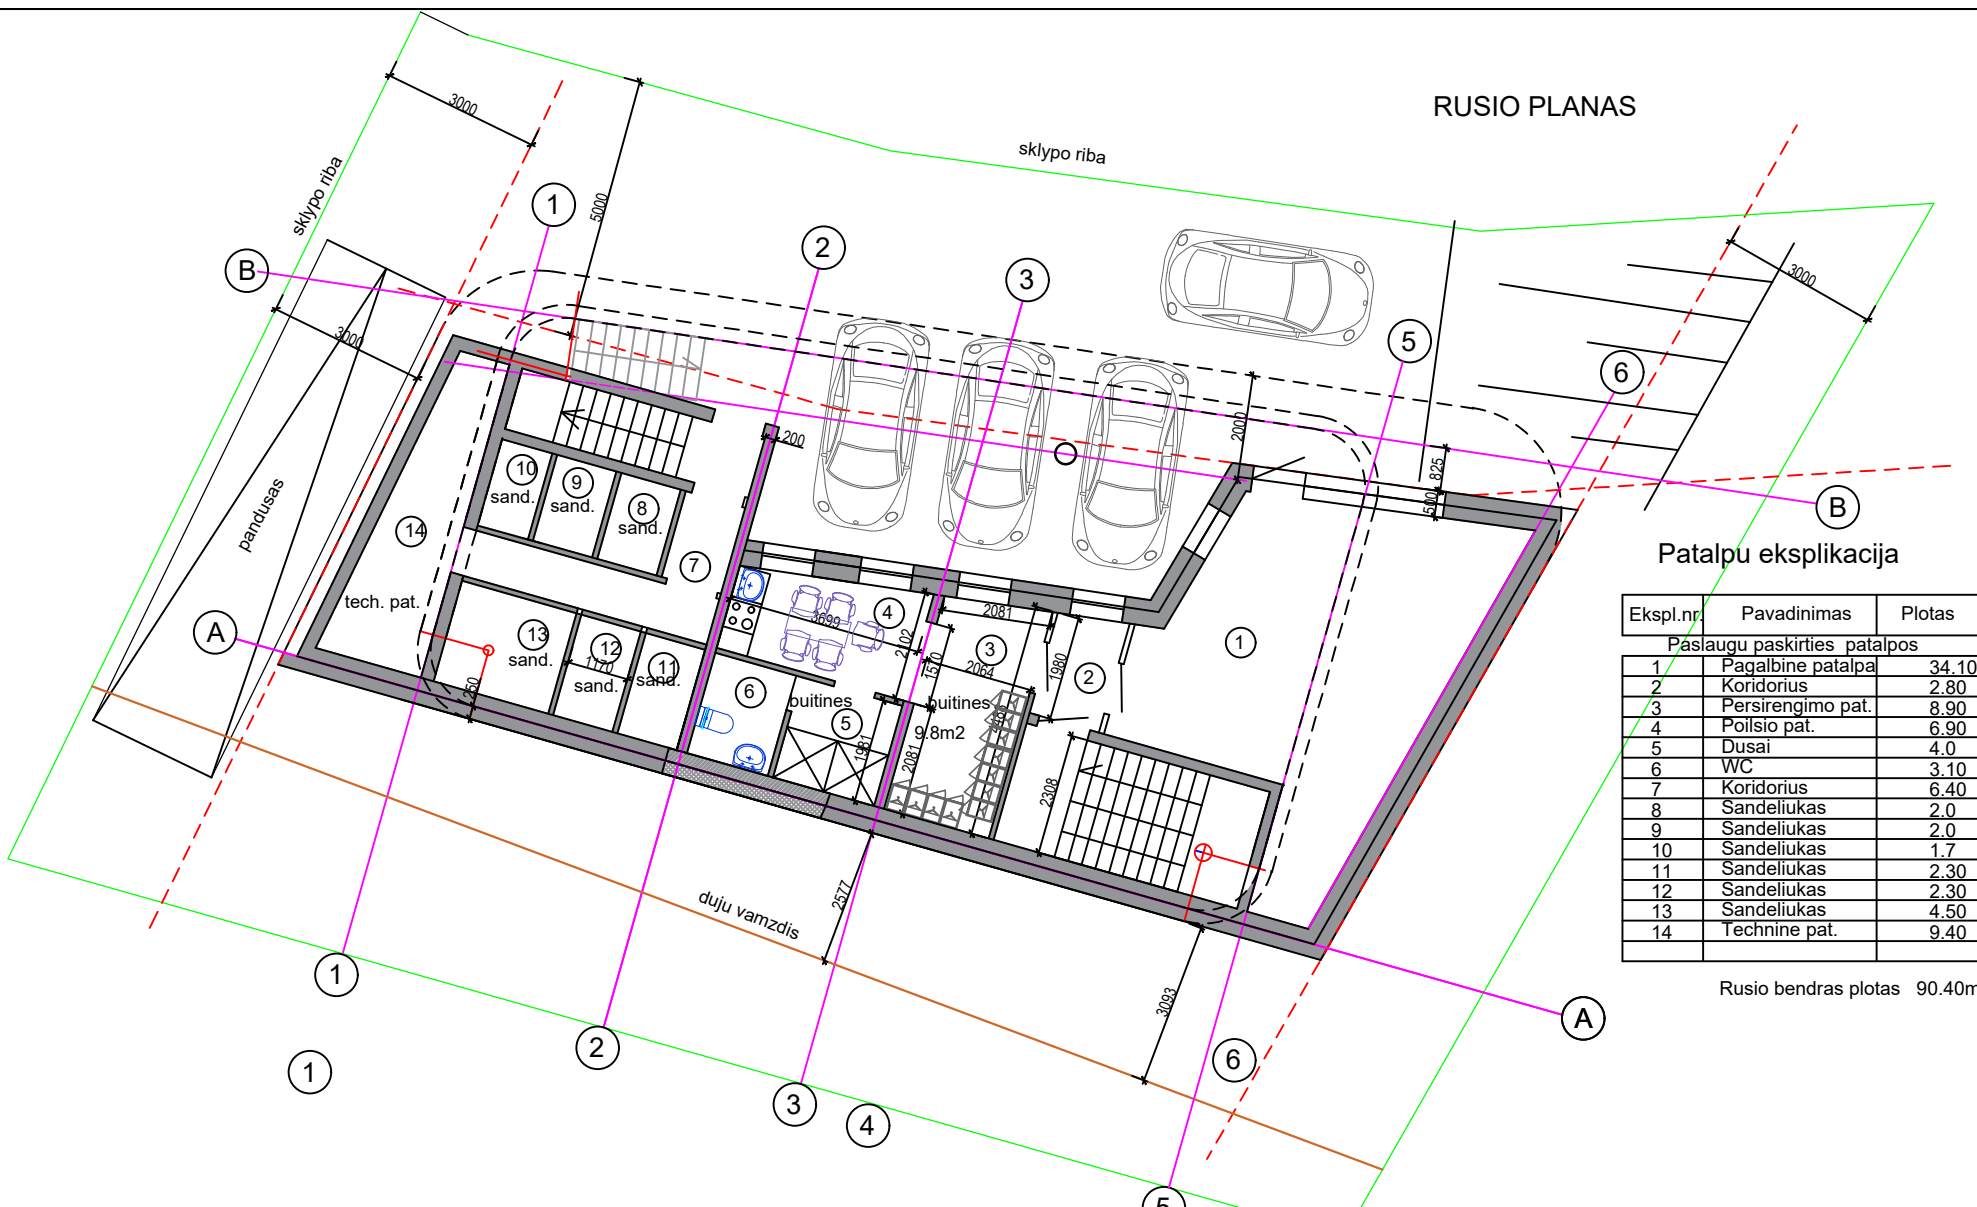 RUSIO PLANAS
sklypo riba
sklypo riba
3000
5000
3000
3000
1
2
3
5
6
B
B
A
A
pandusas
200
2000
825
500
10
sand.
9
sand.
8
sand.
7
14
tech. pat.
13
sand.
12
1170
sand.
11
sand.
250
6
buitines
5
1981
4
3699
2102
1570
2081
3
2064
1980
2
1
buitines
9.8m2
2081
2308
2577
duju vamzdis
3093
1
1
2
3
4
5
6
Patalpu eksplikacija
Ekspl.nr. Pavadinimas Plotas
Paslaugu paskirties patalpos
1 Pagalbine patalpa 34.10
2 Koridorius 2.80
3 Persirengimo pat. 8.90
4 Poilsio pat. 6.90
5 Dusai 4.0
6 WC 3.10
7 Koridorius 6.40
8 Sandeliukas 2.0
9 Sandeliukas 2.0
10 Sandeliukas 1.7
11 Sandeliukas 2.30
12 Sandeliukas 2.30
13 Sandeliukas 4.50
14 Technine pat. 9.40
Rusio bendras plotas 90.40m